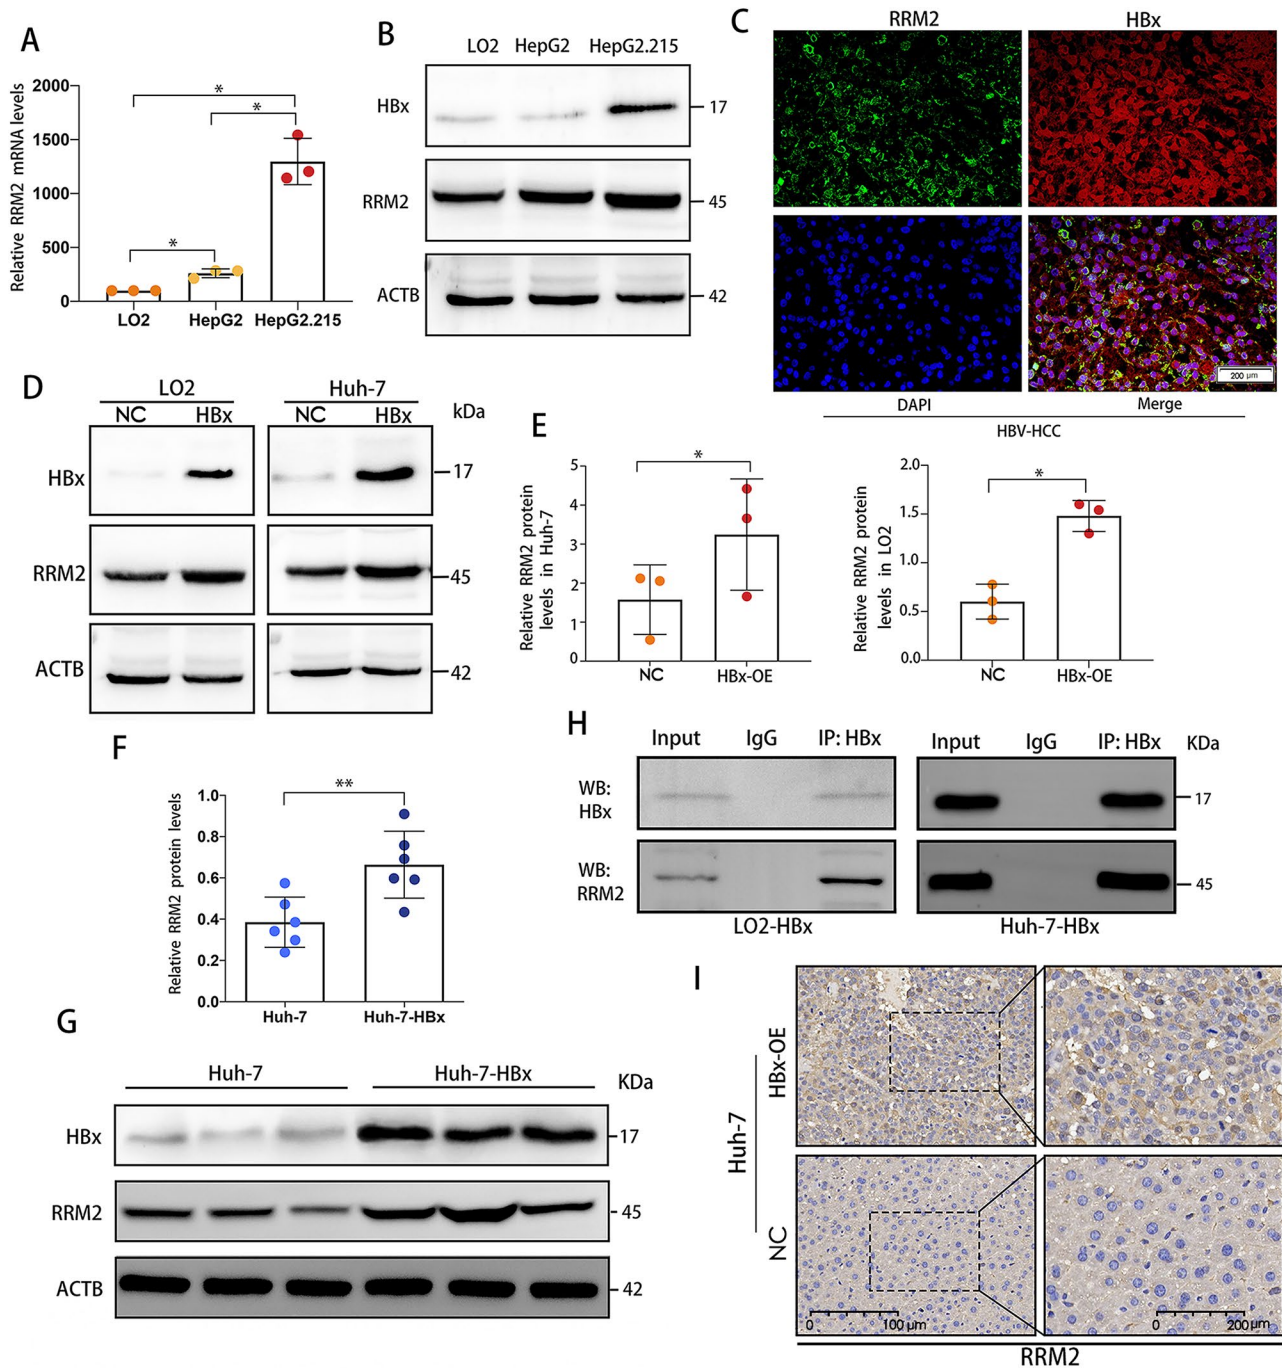 A
Relative RRM2 mRNA levels
2000
1500
1000
500
0
*
*
*
LO2 HepG2 HepG2.215
B
LO2 HepG2 HepG2.215
HBx 17
RRM2 45
ACTB 42
C
RRM2 HBx
200 μm
DAPI Merge
HBV-HCC
D
LO2 Huh-7
NC HBx NC HBx kDa
HBx 17
RRM2 45
ACTB 42
E
Relative RRM2 protein
levels in Huh-7
5
4
3
2
1
0
*
NC HBx-OE
Relative RRM2 protein
levels in LO2
2.0
1.5
1.0
0.5
0.0
*
NC HBx-OE
F
Relative RRM2 protein levels
1.0
0.8
0.6
0.4
0.2
0.0
**
Huh-7 Huh-7-HBx
G
Huh-7 Huh-7-HBx KDa
HBx 17
RRM2 45
ACTB 42
H
Input IgG IP: HBx Input IgG IP: HBx KDa
WB:
HBx 17
WB:
RRM2 45
LO2-HBx Huh-7-HBx
I
Huh-7
HBx-OE
NC
0 100 μm
0 200 μm
RRM2